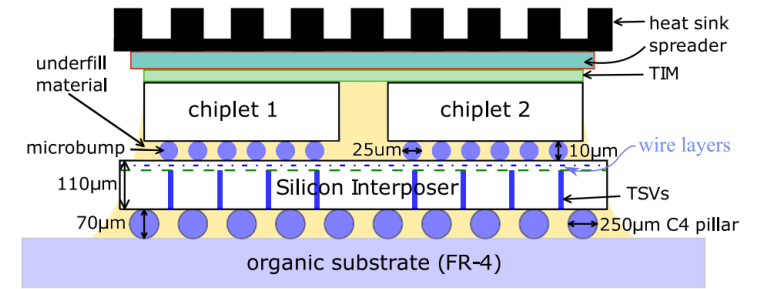 heat sink
spreader
TIM
underfill
material
chiplet 1
chiplet 2
microbump
25um
10μm
wire layers
110μm
Silicon Interposer
TSVs
70μm
250μm C4 pillar
organic substrate (FR-4)